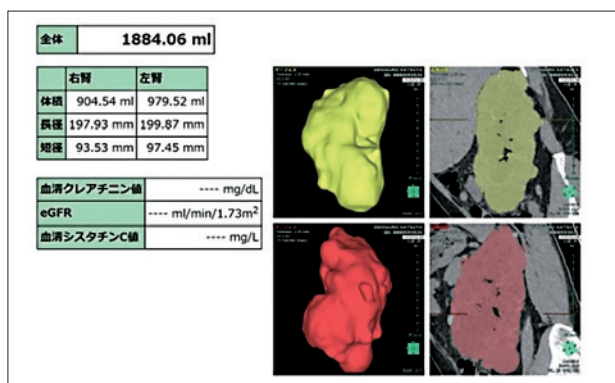 全体 1884.06 ml
右腎 左腎
体積 904.54 ml 979.52 ml
長径 197.93 mm 199.87 mm
短径 93.53 mm 97.45 mm
血清クレアチニン値 ---- mg/dL
eGFR ---- ml/min/1.73m²
血清シスタチンC値 ---- mg/L